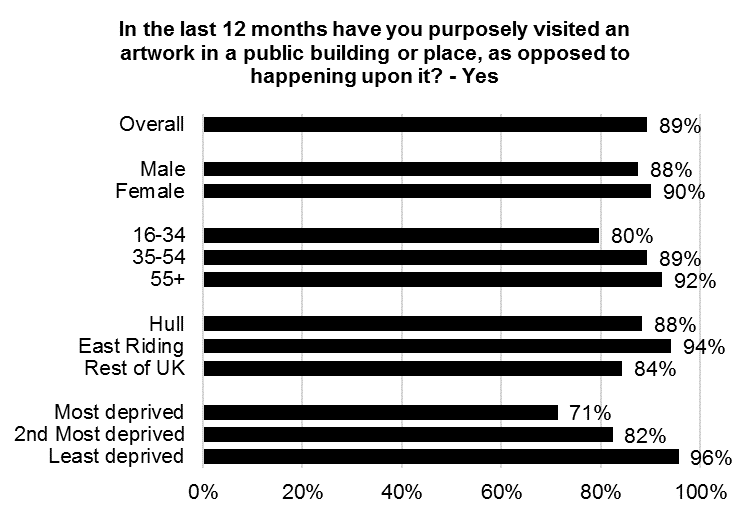 In the last 12 months have you purposely visited an
artwork in a public building or place, as opposed to
happening upon it? - Yes
Overall 89%
Male 88%
Female 90%
16-34 80%
35-54 89%
55+ 92%
Hull 88%
East Riding 94%
Rest of UK 84%
Most deprived 71%
2nd Most deprived 82%
Least deprived 96%
0% 20% 40% 60% 80% 100%